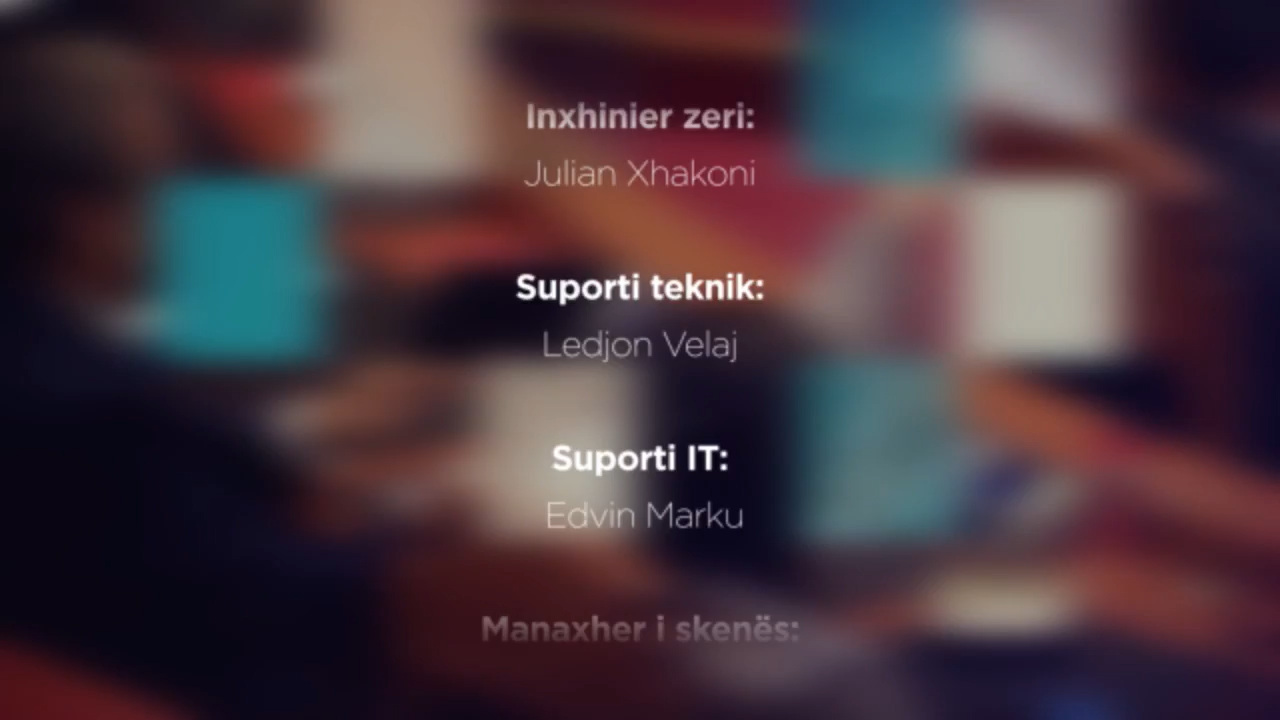 Inxhinier zeri:
Julian Xhakoni
Suporti teknik:
Ledjon Velaj
Suporti IT:
Edvin Marku
Manaxher i skenës: